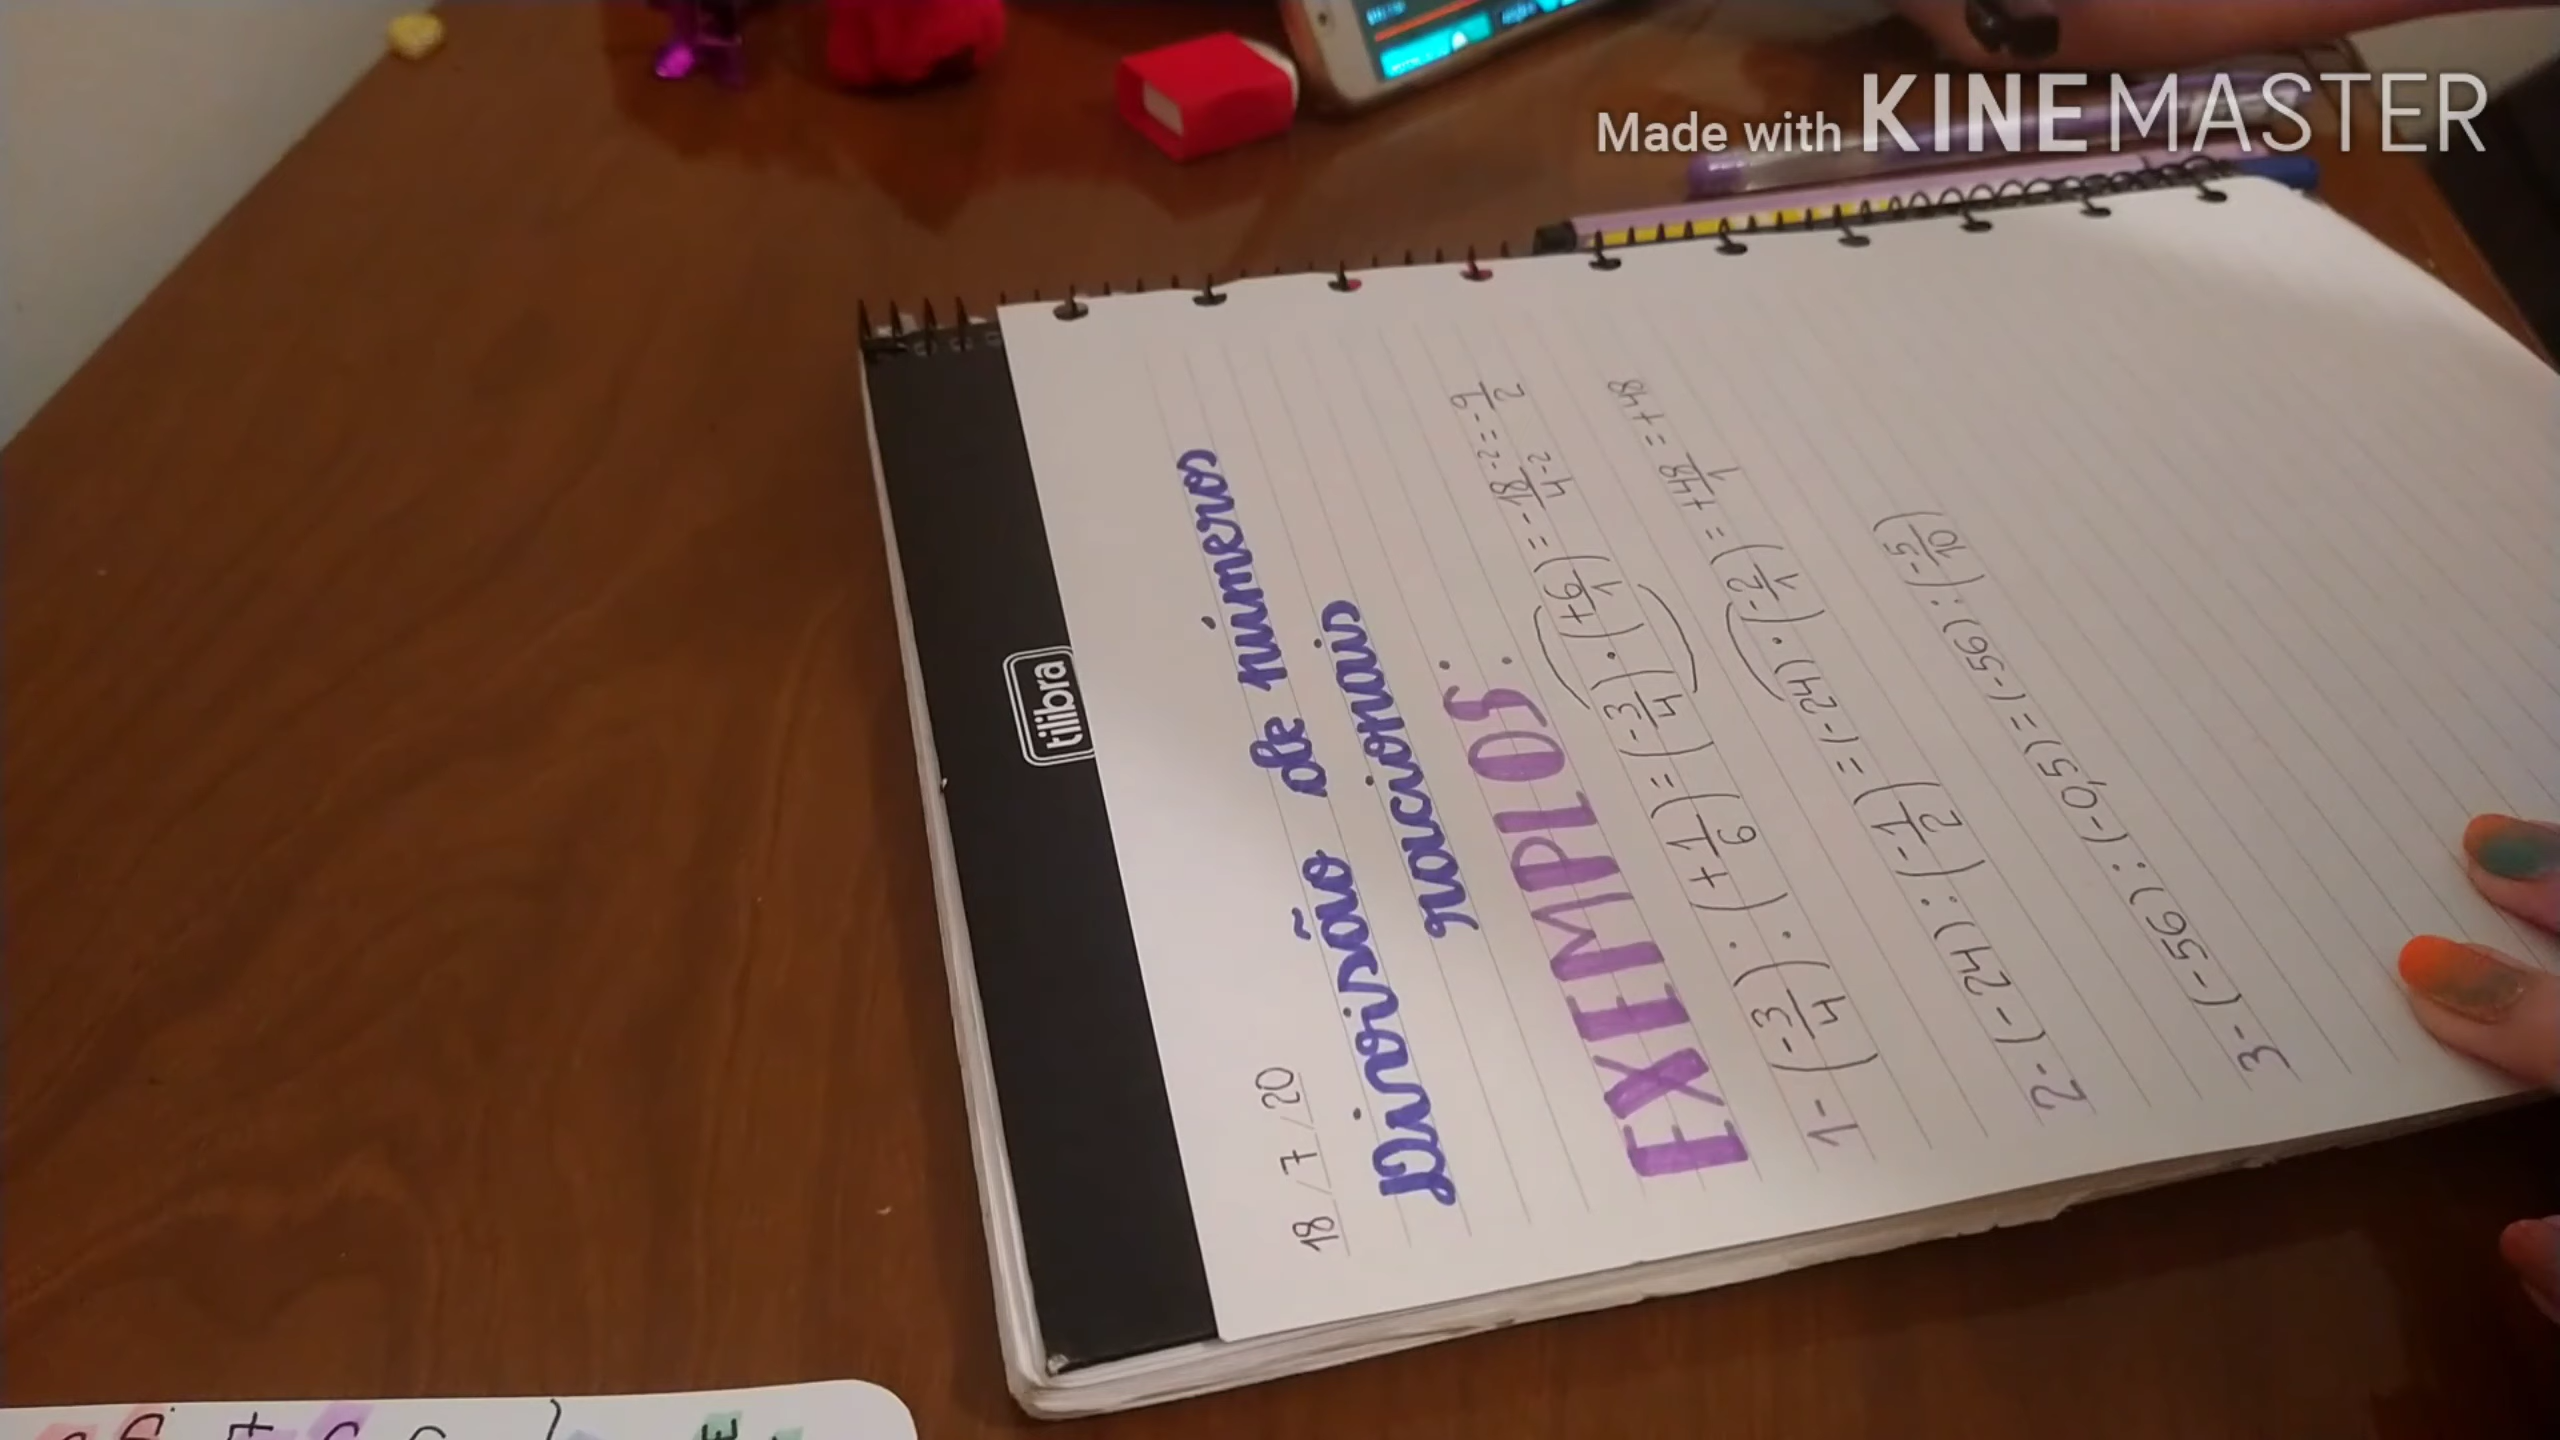 Made with KINEMASTER
tilibra
18/7/20
Divisão de números
racionais
EXEMPLOS:
1- (-3/4) : (+1/6) = (-3/4) · (+6/1) = -18÷2/4÷2 = -9/2
2- (-24) : (-1/2) = (-24) · (-2/1) = +48/1 = +48
3- (-56) : (-0,5) = (-56) : (-5/10)